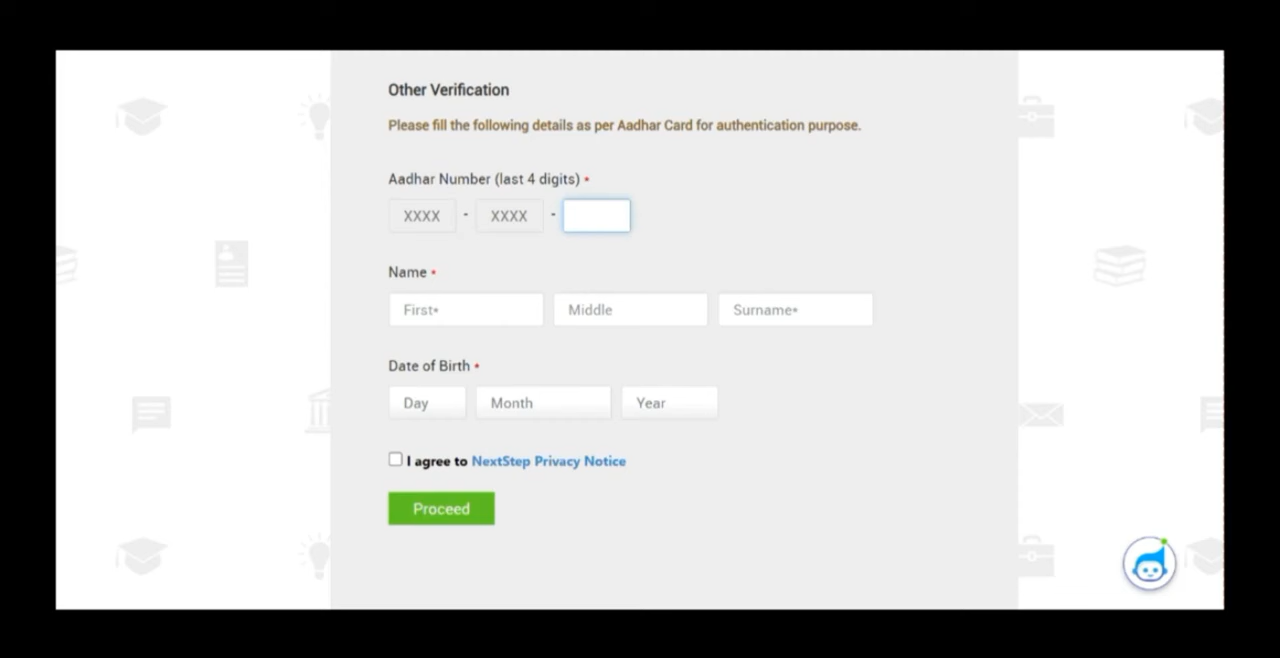 Other Verification
Please fill the following details as per Aadhar Card for authentication purpose.
Aadhar Number (last 4 digits) •
XXXX - XXXX -
Name •
First• Middle Surname•
Date of Birth •
Day Month Year
I agree to NextStep Privacy Notice
Proceed